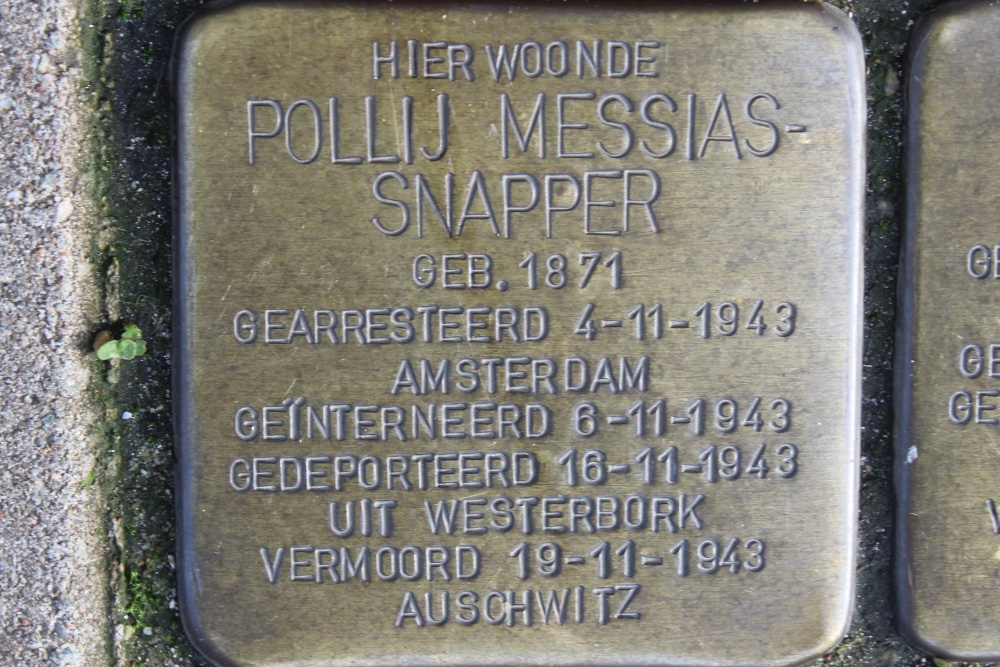 HIER WOONDE
POLLIJ MESSIAS-
SNAPPER
GEB. 1871
GEARRESTEERD 4-11-1943
AMSTERDAM
GEÏNTERNEERD 6-11-1943
GEDEPORTEERD 16-11-1943
UIT WESTERBORK
VERMOORD 19-11-1943
AUSCHWITZ